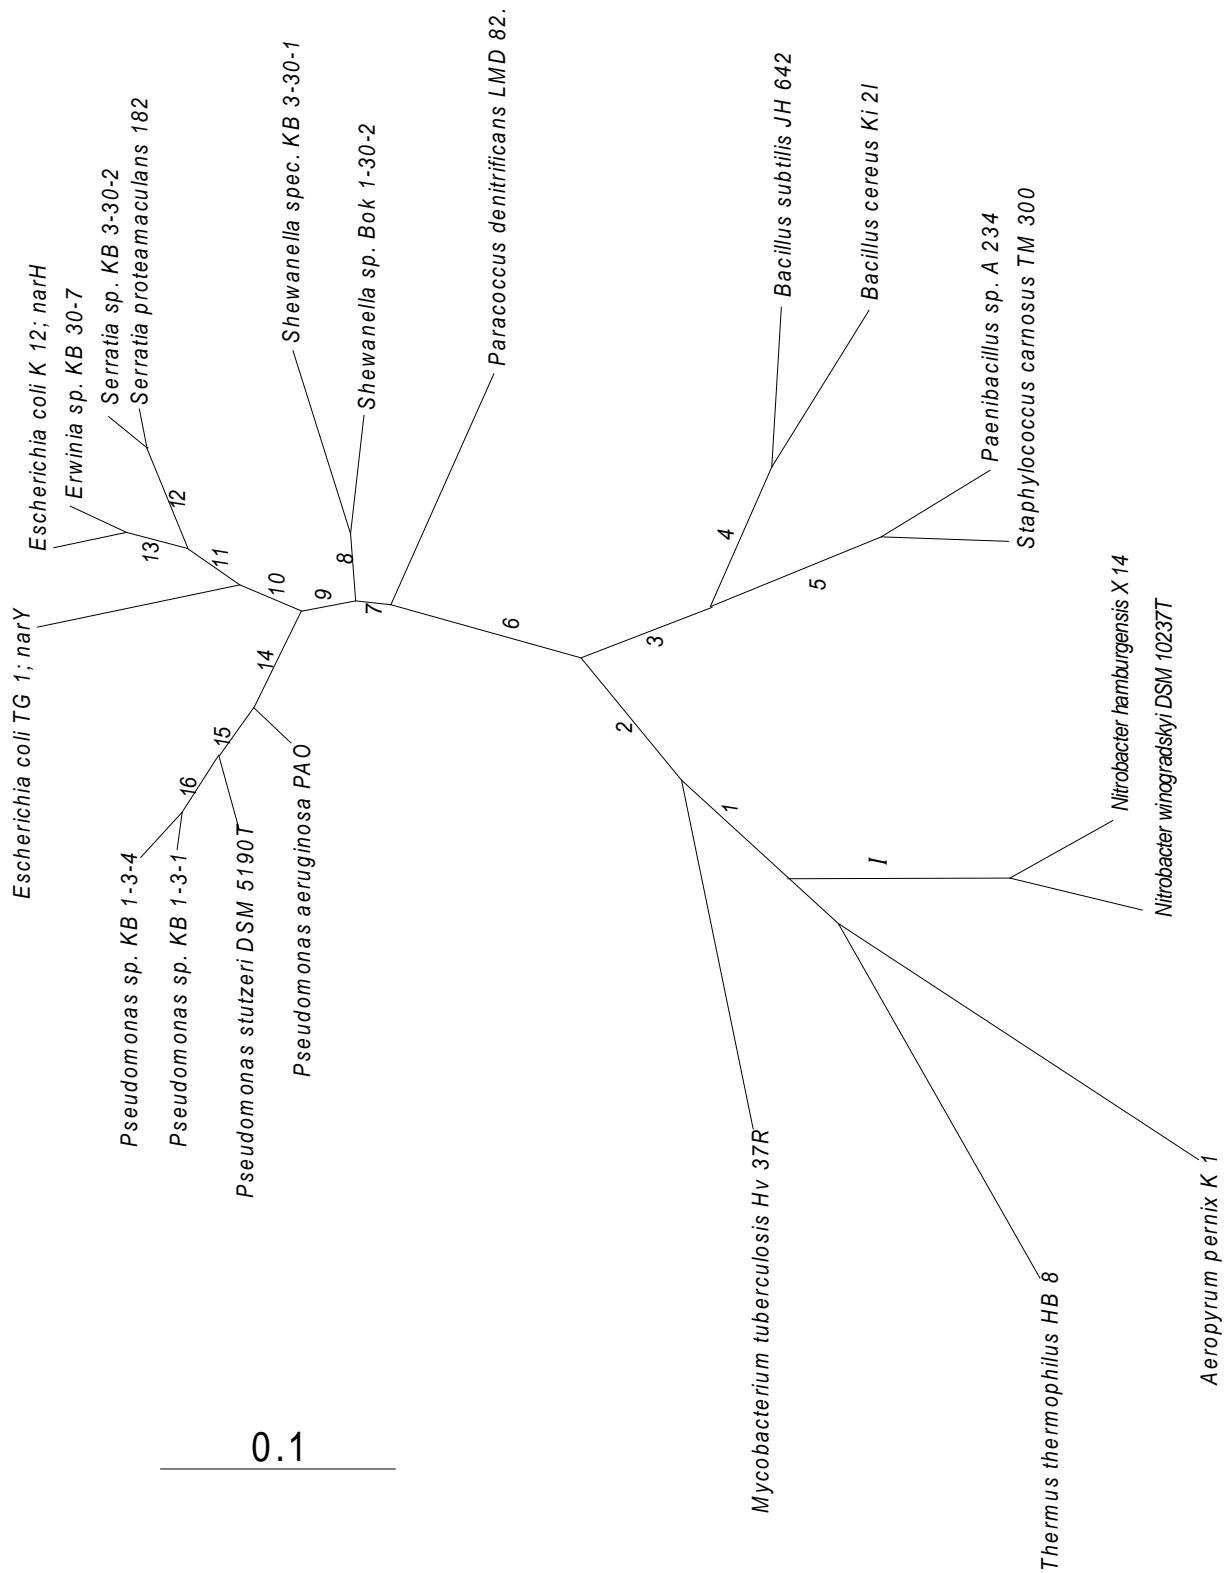 Escherichia coli K 12; narH
Erwinia sp. KB 30-7
Serratia sp. KB 3-30-2
Serratia proteamaculans 182
Shewanella spec. KB 3-30-1
Shewanella sp. Bok 1-30-2
Paracoccus denitrificans LMD 82.
Bacillus subtilis JH 642
Bacillus cereus Ki 2I
Paenibacillus sp. A 234
Staphylococcus carnosus TM 300
Nitrobacter hamburgensis X 14
Nitrobacter winogradskyi DSM 10237T
Aeropyrum pernix K 1
Thermus thermophilus HB 8
Mycobacterium tuberculosis Hv 37R
Pseudomonas aeruginosa PAO
Pseudomonas stutzeri DSM 5190T
Pseudomonas sp. KB 1-3-1
Pseudomonas sp. KB 1-3-4
Escherichia coli TG 1; narY
13
12
11
10
9
8
7
14
15
16
6
3
4
5
2
1
I
0.1